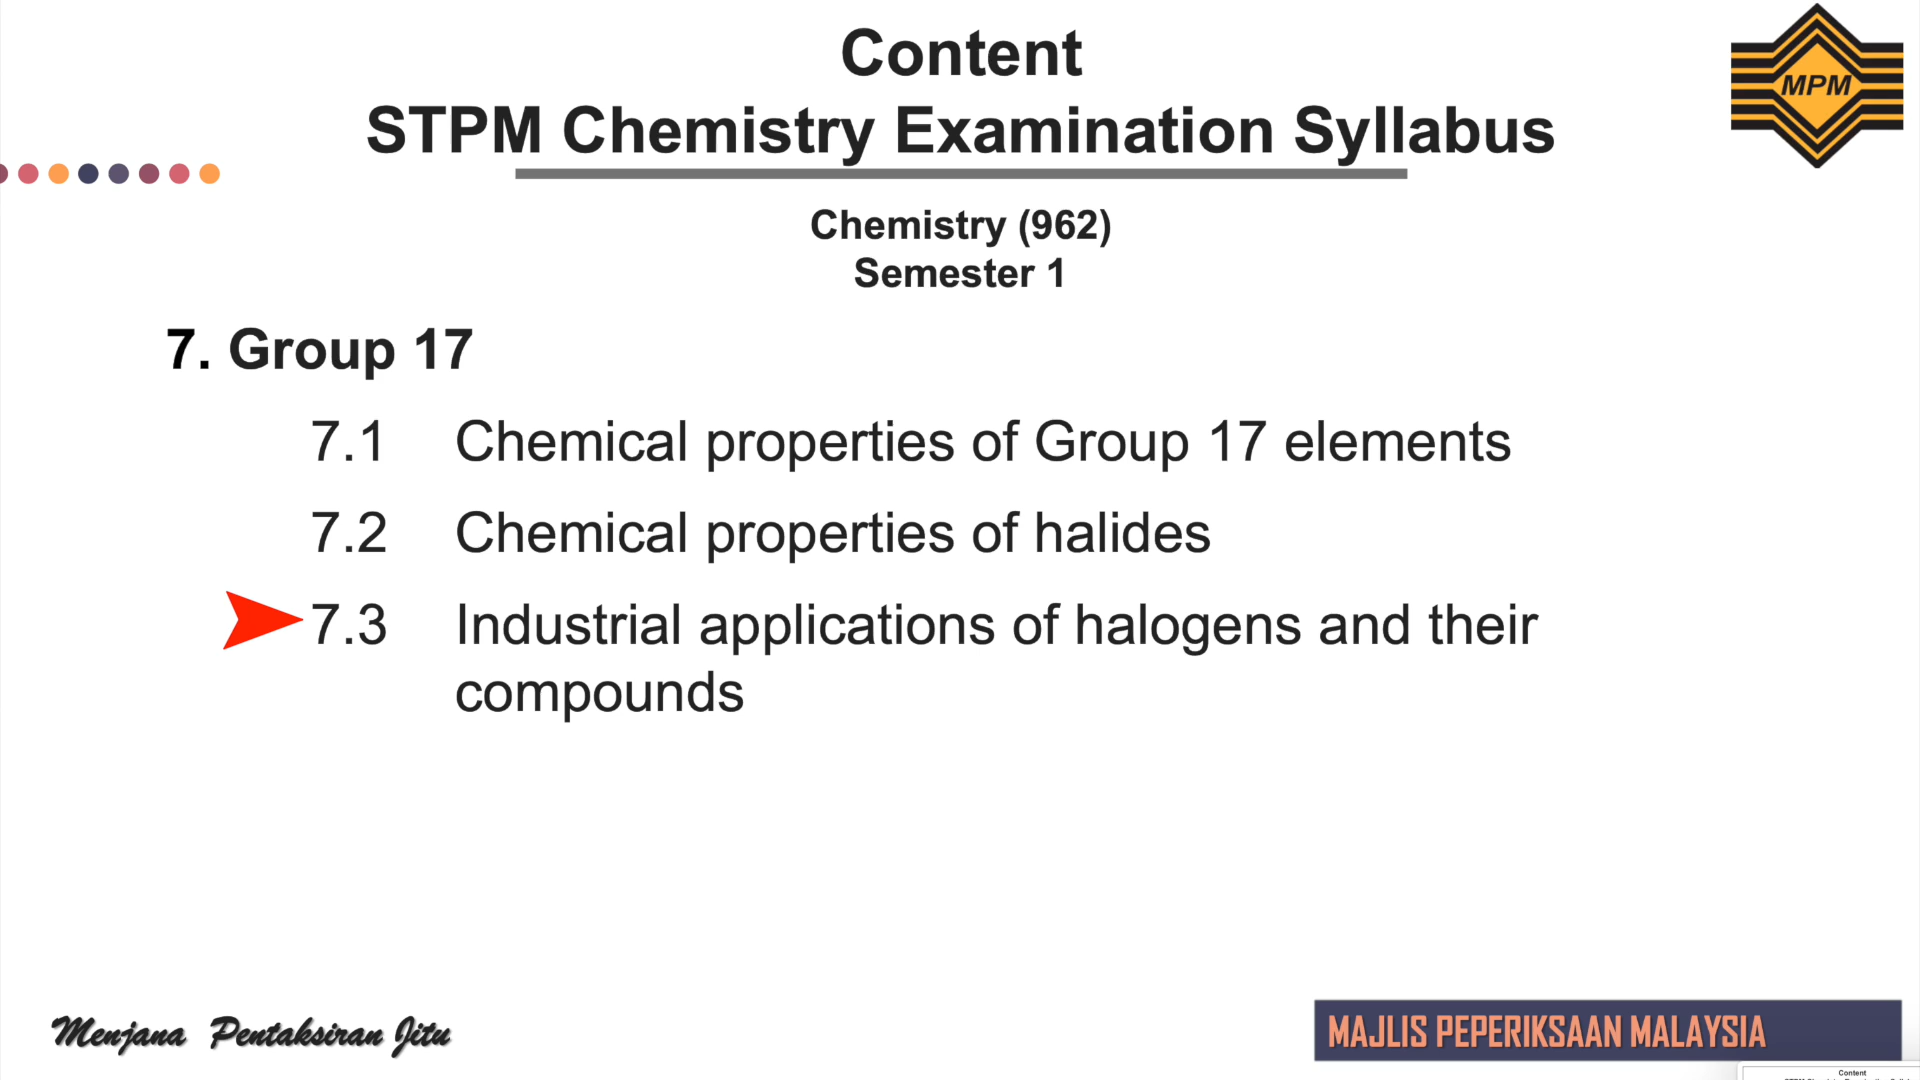 Content
STPM Chemistry Examination Syllabus
MPM
Chemistry (962)
Semester 1
7. Group 17
7.1 Chemical properties of Group 17 elements
7.2 Chemical properties of halides
7.3 Industrial applications of halogens and their
compounds
Menjana Pentaksiran Jitu
MAJLIS PEPERIKSAAN MALAYSIA
Content